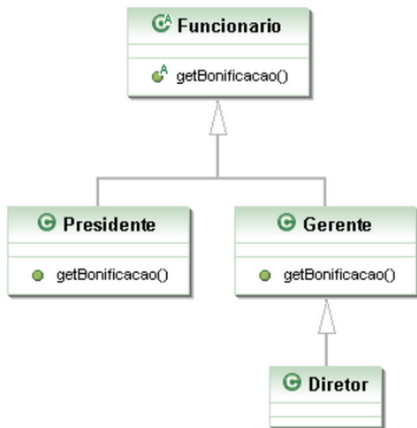 Funcionario
getBonificacao()
Presidente
getBonificacao()
Gerente
getBonificacao()
Diretor